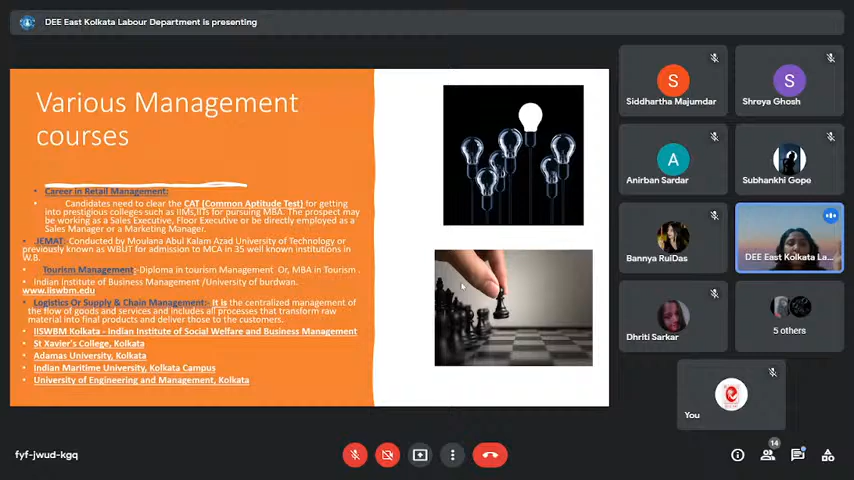 DEE East Kolkata Labour Department is presenting
Various Management
courses
Career in Retail Management:
Candidates need to clear the CAT (Common Aptitude Test) for getting
into prestigious colleges such as IIMs,IITs for pursuing MBA. The prospect may
be working as a Sales Executive, Floor Executive or be directly employed as a
Sales Manager or a Marketing Manager.
JEMAT:-Conducted by Moulana Abul Kalam Azad University of Technology or
previously known as WBUT for admission to MCA in 35 well known institutions in
W.B.
Tourism Management:-Diploma in tourism Management Or, MBA in Tourism .
Indian Institute of Business Management /University of burdwan.
www.iiswbm.edu
Logistics Or Supply & Chain Management:- It is the centralized management of
the flow of goods and services and includes all processes that transform raw
material into final products and deliver those to the customers.
IISWBM Kolkata - Indian Institute of Social Welfare and Business Management
St Xavier's College, Kolkata
Adamas University, Kolkata
Indian Maritime University, Kolkata Campus
University of Engineering and Management, Kolkata
S
Siddhartha Majumdar
S
Shreya Ghosh
A
Anirban Sardar
Subhankhi Gope
Bannya RuiDas
DEE East Kolkata La...
Dhriti Sarkar
5 others
You
fyf-jwud-kgq
14